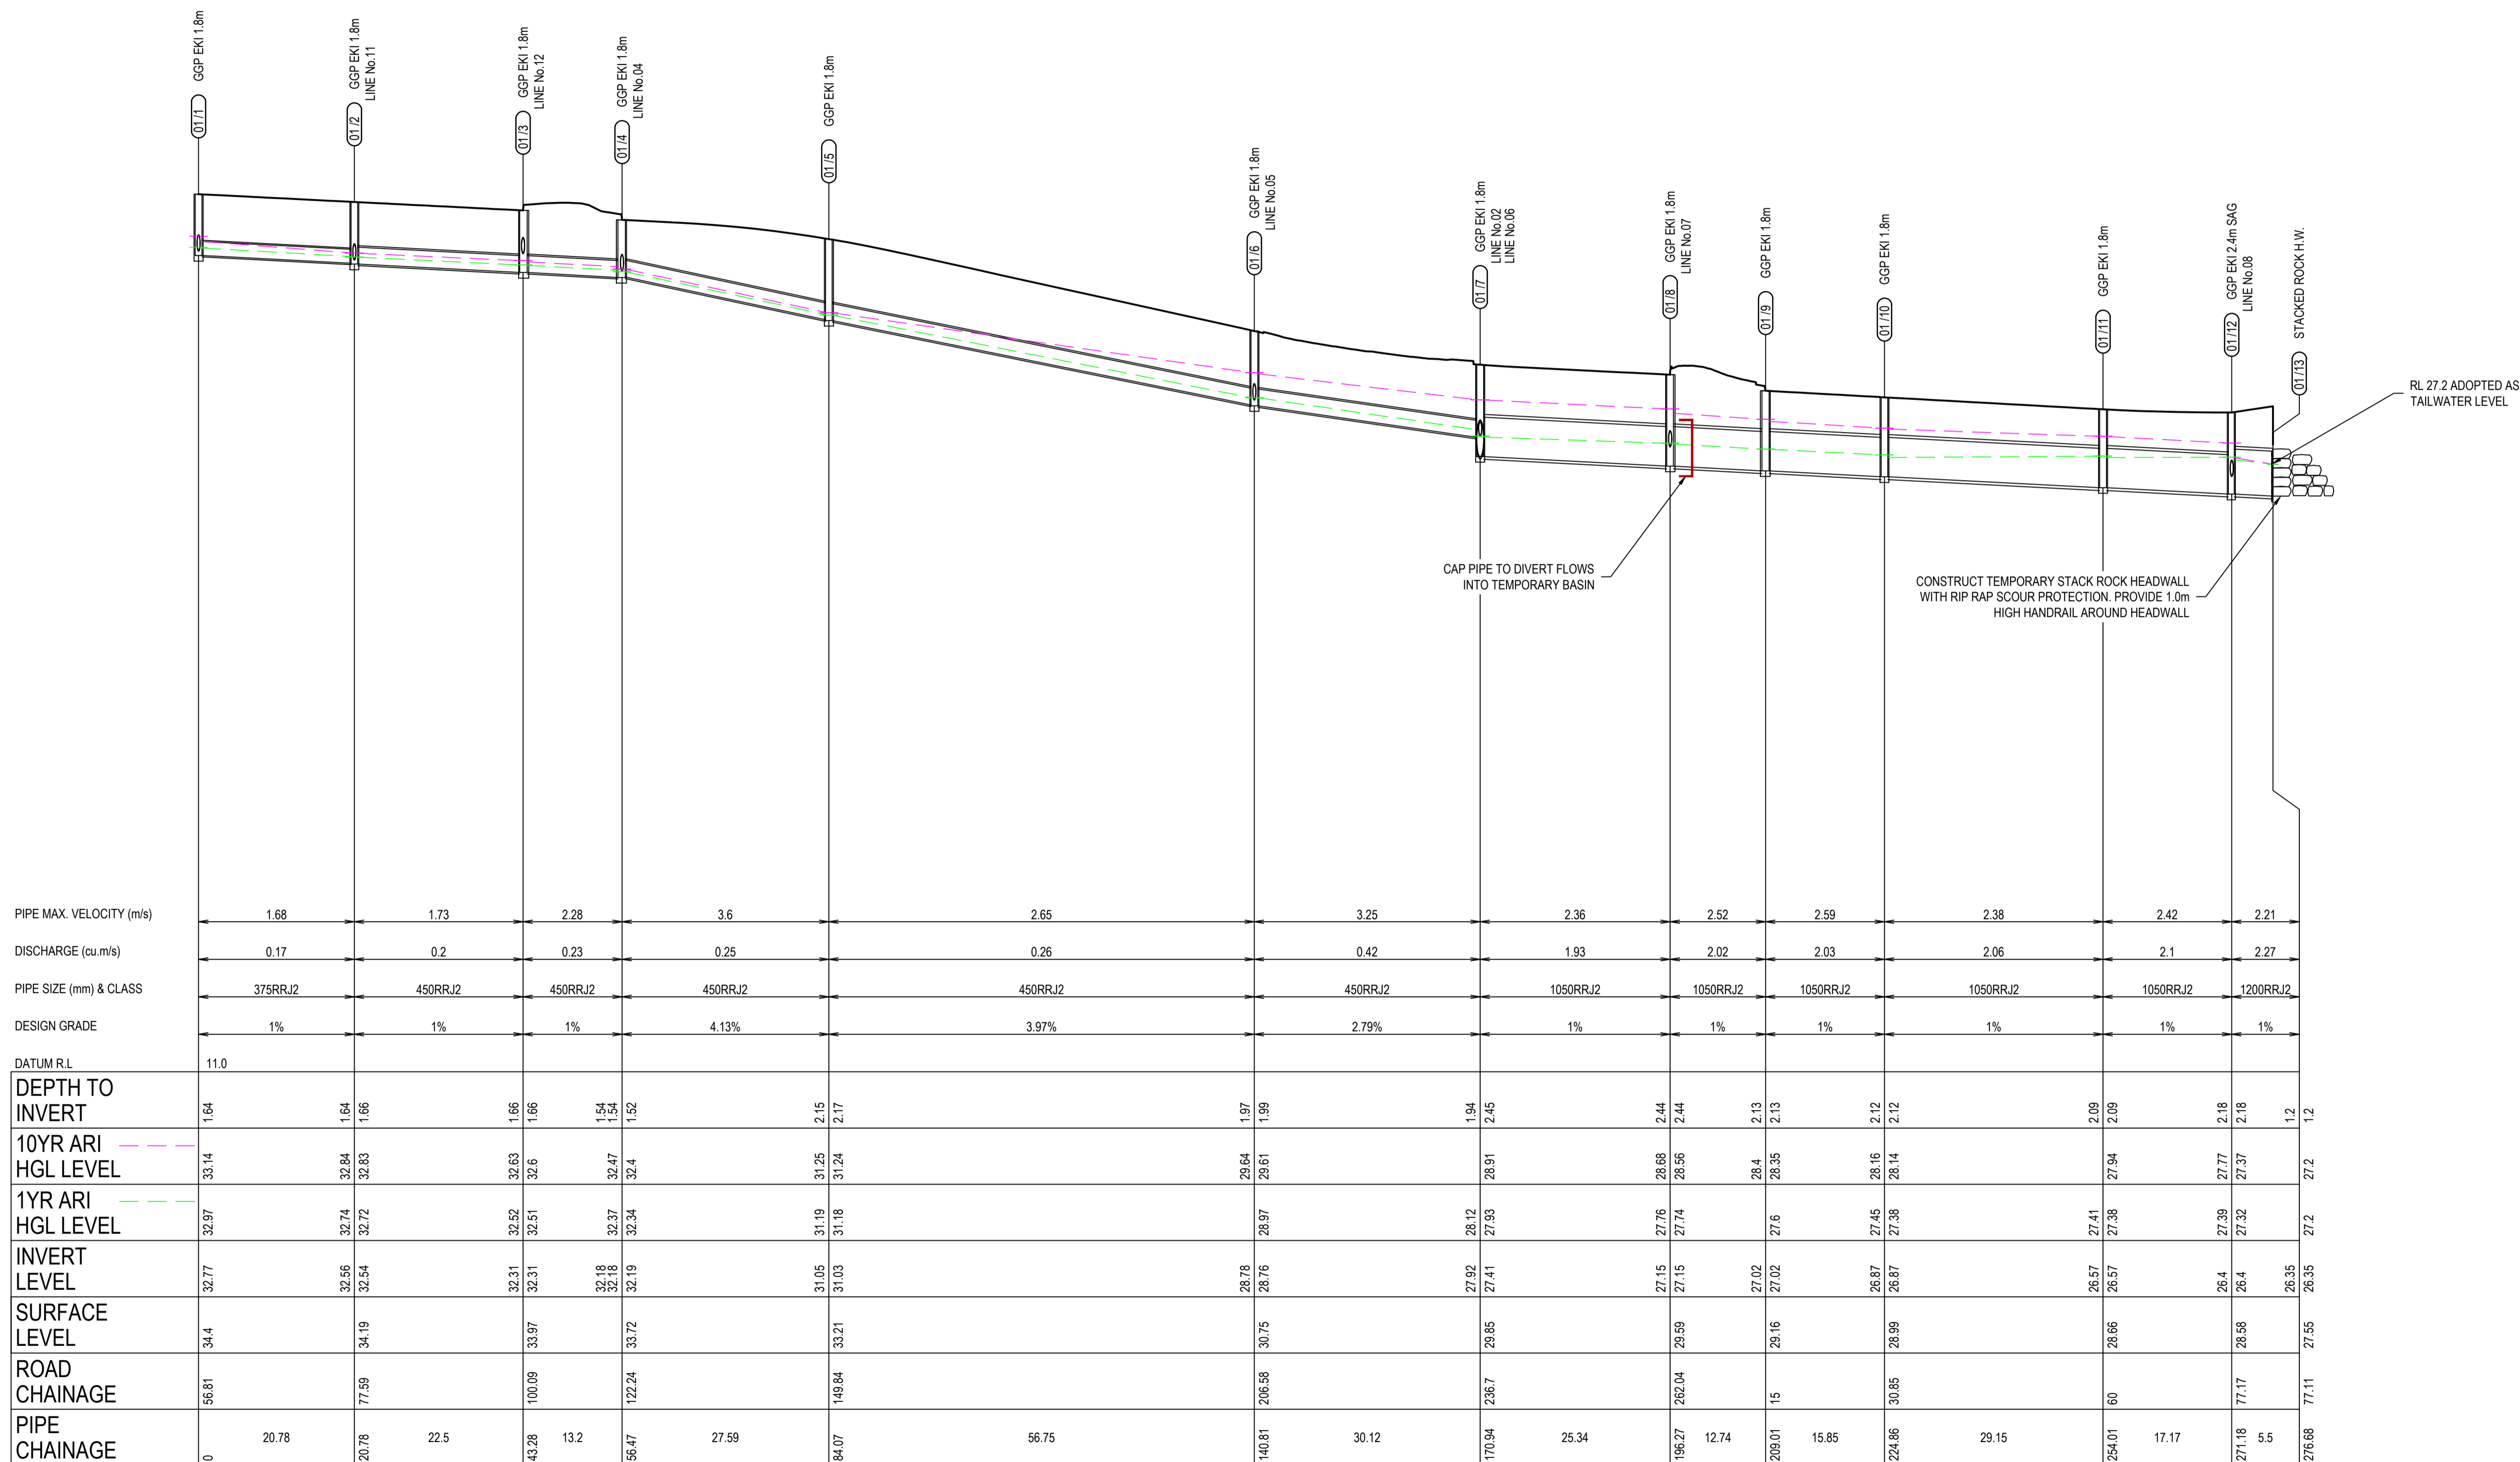 GGP EKI 1.8m
01/1
GGP EKI 1.8m
LINE No.11
01/2
GGP EKI 1.8m
LINE No.12
01/3
GGP EKI 1.8m
LINE No.04
01/4
GGP EKI 1.8m
01/5
GGP EKI 1.8m
LINE No.05
01/6
GGP EKI 1.8m
LINE No.02
LINE No.06
01/7
GGP EKI 1.8m
LINE No.07
01/8
GGP EKI 1.8m
01/9
GGP EKI 1.8m
01/10
GGP EKI 1.8m
01/11
GGP EKI 2.4m SAG
LINE No.08
01/12
STACKED ROCK H.W.
01/13
RL 27.2 ADOPTED AS
TAILWATER LEVEL
CAP PIPE TO DIVERT FLOWS
INTO TEMPORARY BASIN
CONSTRUCT TEMPORARY STACK ROCK HEADWALL
WITH RIP RAP SCOUR PROTECTION. PROVIDE 1.0m
HIGH HANDRAIL AROUND HEADWALL
PIPE MAX. VELOCITY (m/s) 1.68 1.73 2.28 3.6 2.65 3.25 2.36 2.52 2.59 2.38 2.42 2.21
DISCHARGE (cu.m/s) 0.17 0.2 0.23 0.25 0.26 0.42 1.93 2.02 2.03 2.06 2.1 2.27
PIPE SIZE (mm) & CLASS 375RRJ2 450RRJ2 450RRJ2 450RRJ2 450RRJ2 450RRJ2 1050RRJ2 1050RRJ2 1050RRJ2 1050RRJ2 1050RRJ2 1200RRJ2
DESIGN GRADE 1% 1% 1% 4.13% 3.97% 2.79% 1% 1% 1% 1% 1% 1%
DATUM R.L 11.0
DEPTH TO
INVERT 1.64 1.64 1.66 1.66 1.66 1.54 1.54 1.52 2.15 2.17 1.97 1.99 1.94 2.45 2.44 2.44 2.13 2.13 2.12 2.12 2.09 2.09 2.18 2.18 1.2 1.2
10YR ARI
HGL LEVEL 33.14 32.84 32.83 32.63 32.6 32.47 32.4 31.25 31.24 29.64 29.61 28.91 28.68 28.56 28.4 28.35 28.16 28.14 27.94 27.77 27.37 27.2
1YR ARI
HGL LEVEL 32.97 32.74 32.72 32.52 32.51 32.37 32.34 31.19 31.18 28.97 28.12 27.93 27.76 27.74 27.6 27.45 27.38 27.41 27.38 27.39 27.32 27.2
INVERT
LEVEL 32.77 32.56 32.54 32.31 32.31 32.18 32.18 32.19 31.05 31.03 28.78 28.76 27.92 27.41 27.15 27.15 27.02 27.02 26.87 26.87 26.57 26.57 26.4 26.4 26.35 26.35
SURFACE
LEVEL 34.4 34.19 33.97 33.72 33.21 30.75 29.85 29.59 29.16 28.99 28.66 28.58 27.55
ROAD
CHAINAGE 56.81 77.59 100.09 122.24 149.84 206.58 236.7 262.04 15 30.85 60 77.17 77.11
PIPE
CHAINAGE 0 20.78 20.78 22.5 43.28 13.2 56.47 27.59 84.07 56.75 140.81 30.12 170.94 25.34 196.27 12.74 209.01 15.85 224.86 29.15 254.01 17.17 271.18 5.5 276.68